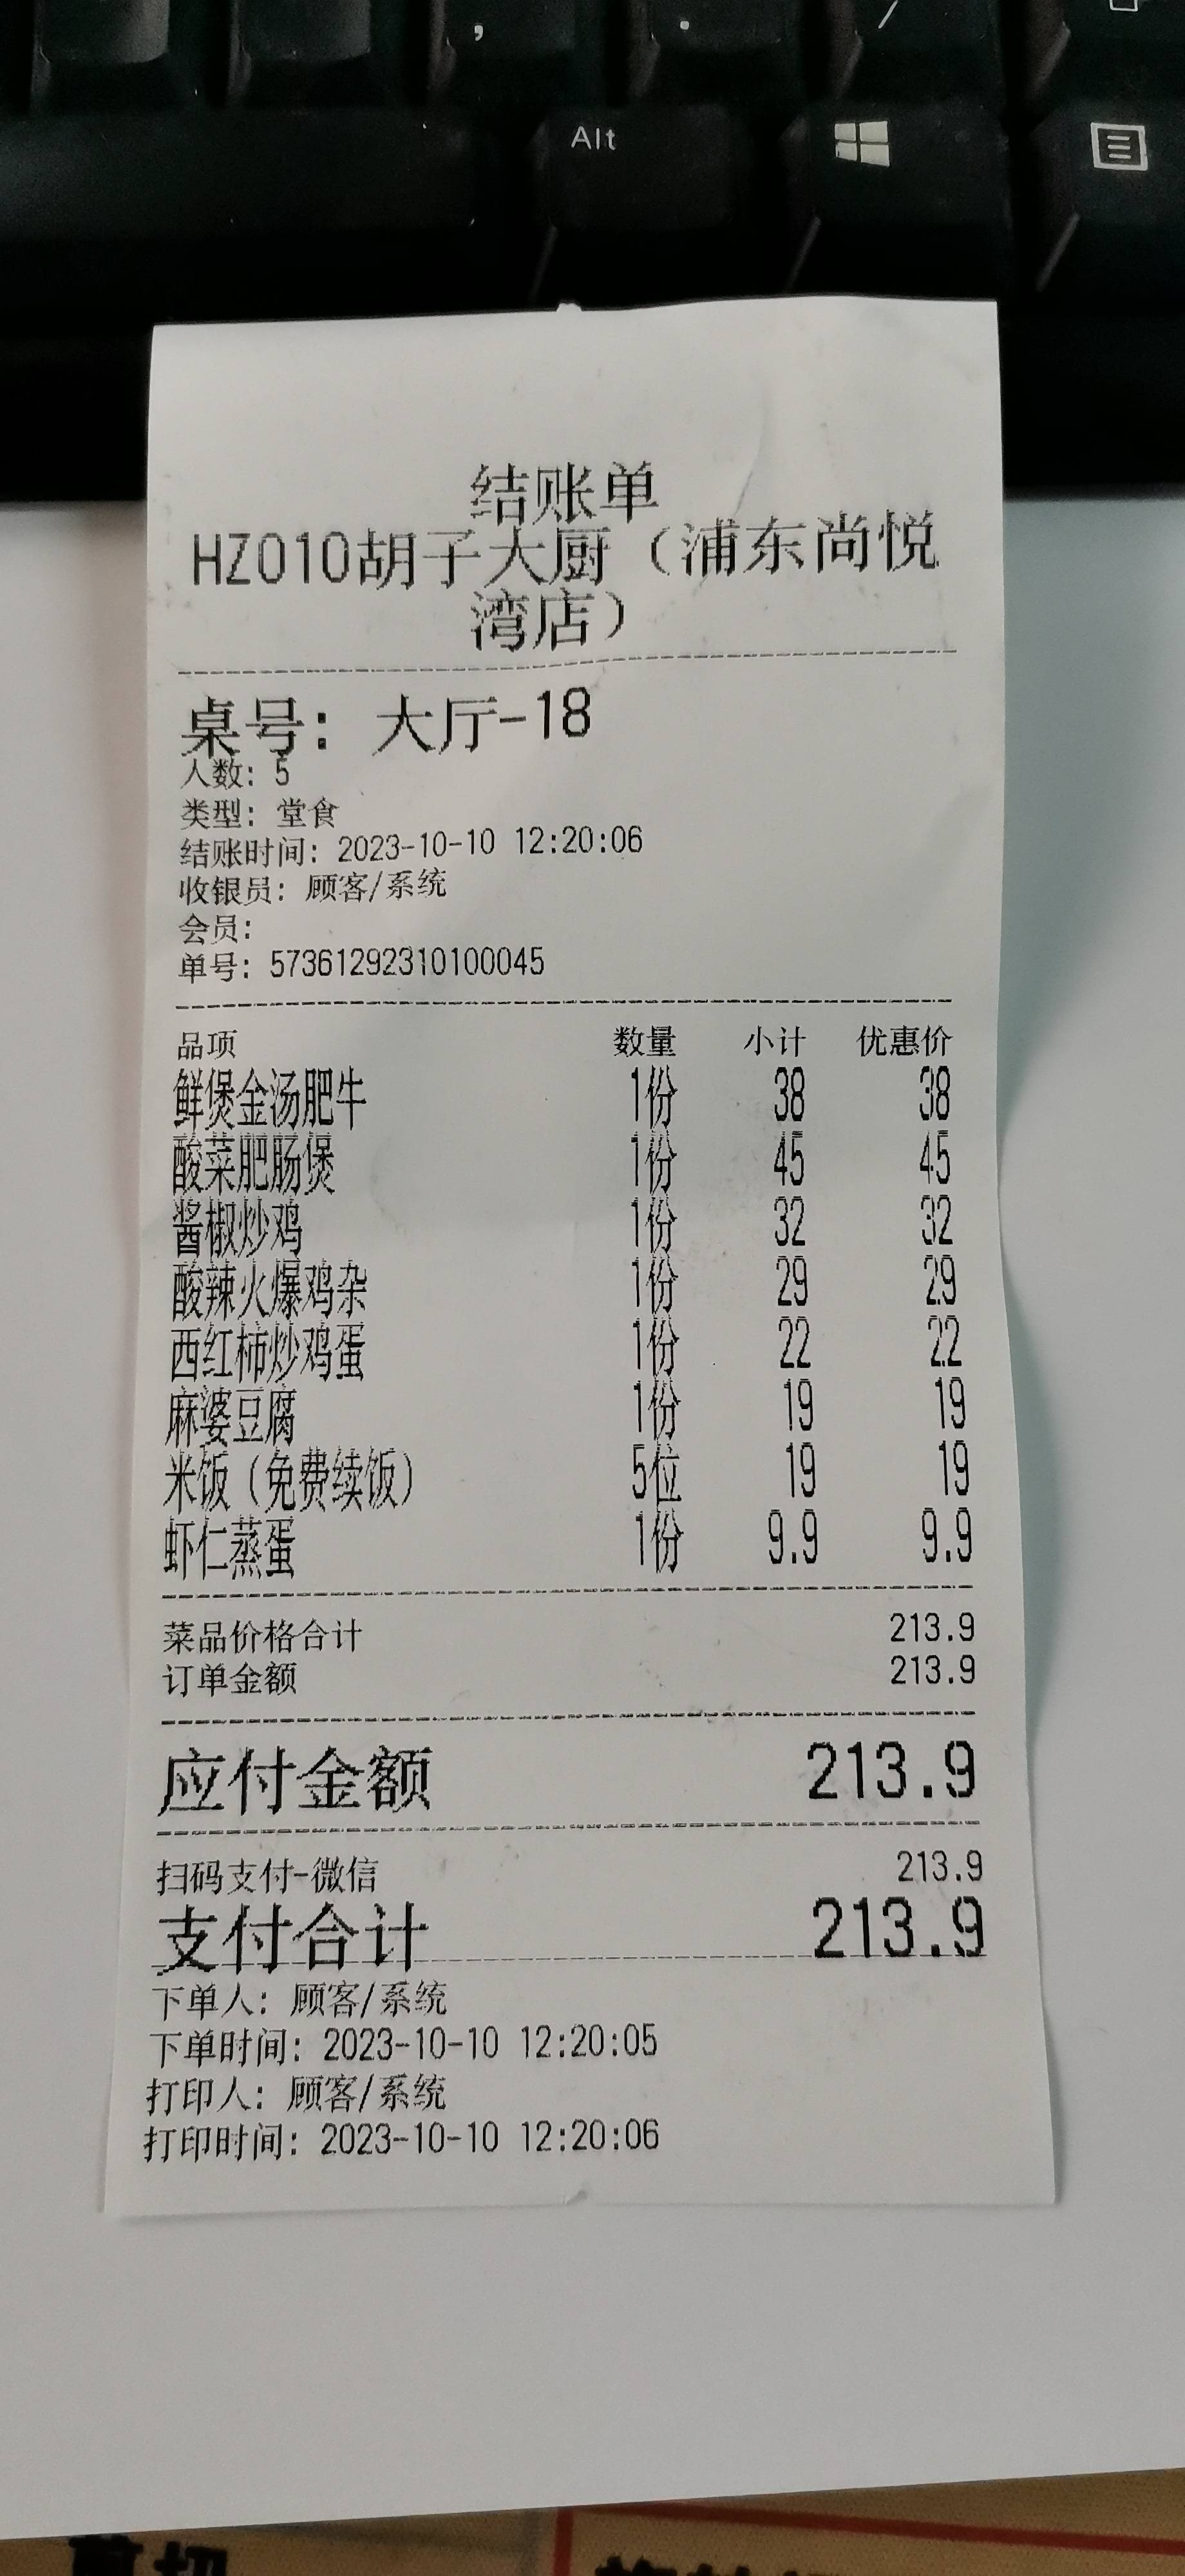 ,
.
/
Alt
结账单
HZ010胡子大厨（浦东尚悦
湾店）
桌号: 大厅-18
人数: 5
类型: 堂食
结账时间: 2023-10-10 12:20:06
收银员: 顾客/系统
会员:
单号: 57361292310100045
品项 数量 小计 优惠价
鲜煲金汤肥牛 1份 38 38
酸菜肥肠煲 1份 45 45
酱椒炒鸡 1份 32 32
酸辣火爆鸡杂 1份 29 29
西红柿炒鸡蛋 1份 22 22
麻婆豆腐 1份 19 19
米饭（免费续饭） 5位 19 19
虾仁蒸蛋 1份 9.9 9.9
菜品价格合计 213.9
订单金额 213.9
应付金额 213.9
扫码支付-微信 213.9
支付合计 213.9
下单人: 顾客/系统
下单时间: 2023-10-10 12:20:05
打印人: 顾客/系统
打印时间: 2023-10-10 12:20:06